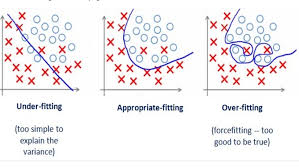 Under-fitting
Appropriate-fitting
Over-fitting
(too simple to
explain the
variance)
(forcefitting -- too
good to be true)